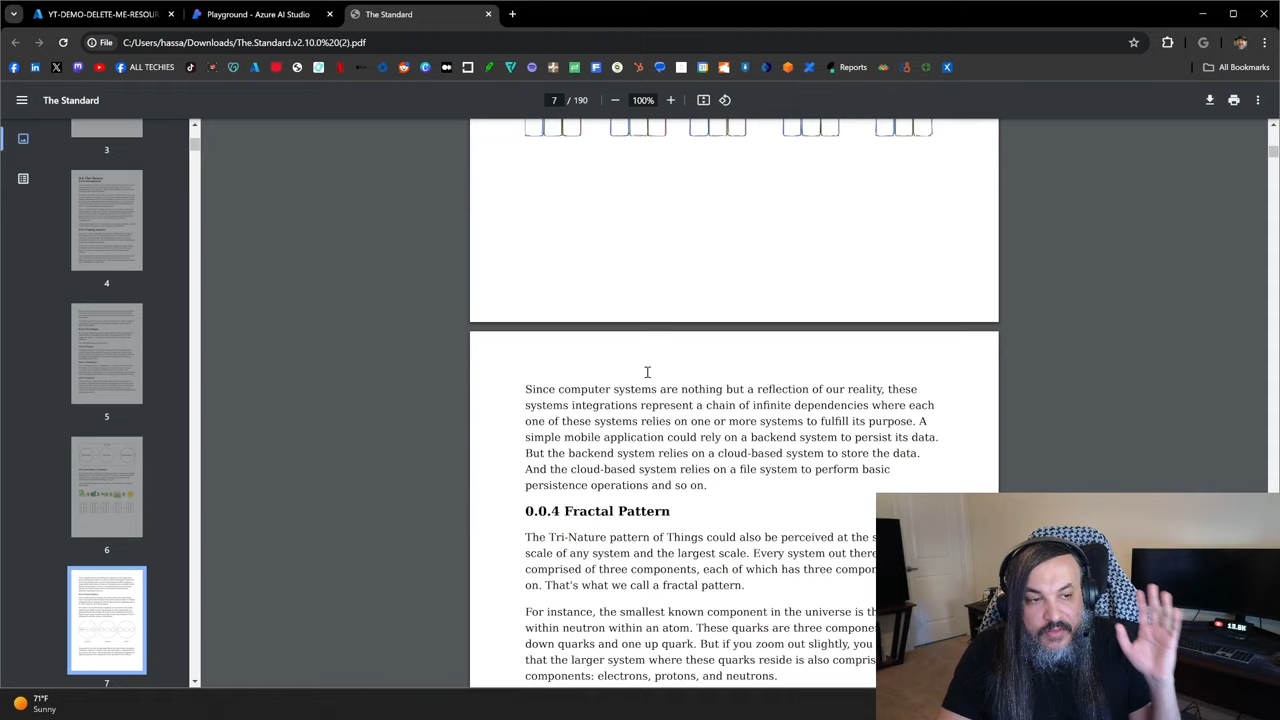 YT-DEMO-DELETE-ME-RESOUR
Playground - Azure AI Studio
The Standard
File
C:/Users/hassa/Downloads/The.Standard.v2.10.0%20(2).pdf
ALL TECHIES
Reports
All Bookmarks
The Standard
7 / 190
100%
3
4
5
6
7
Since computer systems are nothing but a reflection of our reality, these
systems integrations represent a chain of infinite dependencies where each
one of these systems relies on one or more systems to fulfill its purpose. A
simple mobile application could rely on a backend system to persist its data.
But the backend system relies on a cloud-based system to store the data.
And the cloud-based system relies on a file system to perform basic
persistence operations and so on.
0.0.4 Fractal Pattern
The Tri-Nature pattern of Things could also be perceived at the s
scale of any system and the largest scale. Every system out there
comprised of three components, each of which has three compon
on. That's what we call a fractal pattern.
For instance, the smallest known component in the universe is th
within neutron within an atom. These quarks are three compone
down quarks and one up quark. But if you zoom out slightly, you
that the larger system where these quarks reside is also compris
components: electrons, protons, and neutrons.
71°F
Sunny